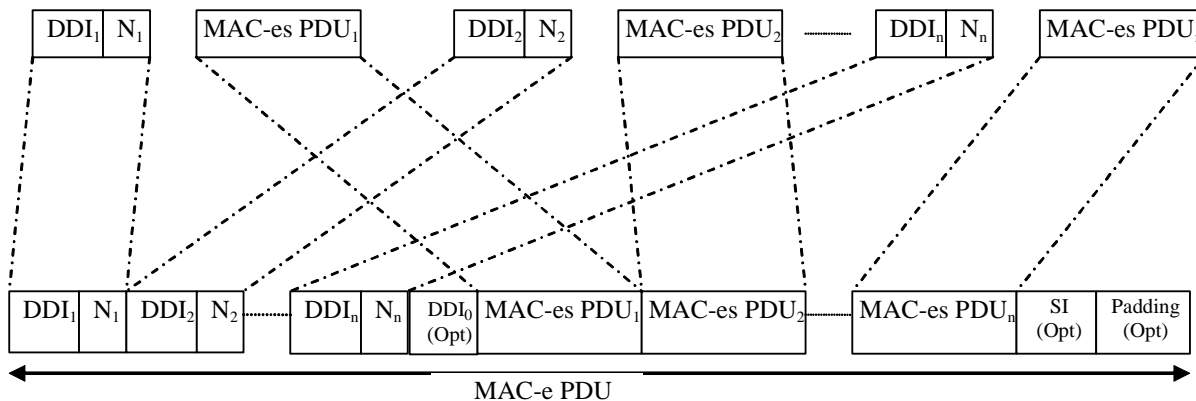 DDI₁ N₁ MAC-es PDU₁ DDI₂ N₂ MAC-es PDU₂ DDIₙ Nₙ MAC-es PDU
DDI₁ N₁ DDI₂ N₂ DDIₙ Nₙ DDI₀ (Opt) MAC-es PDU₁ MAC-es PDU₂ MAC-es PDUₙ SI (Opt) Padding (Opt)
MAC-e PDU